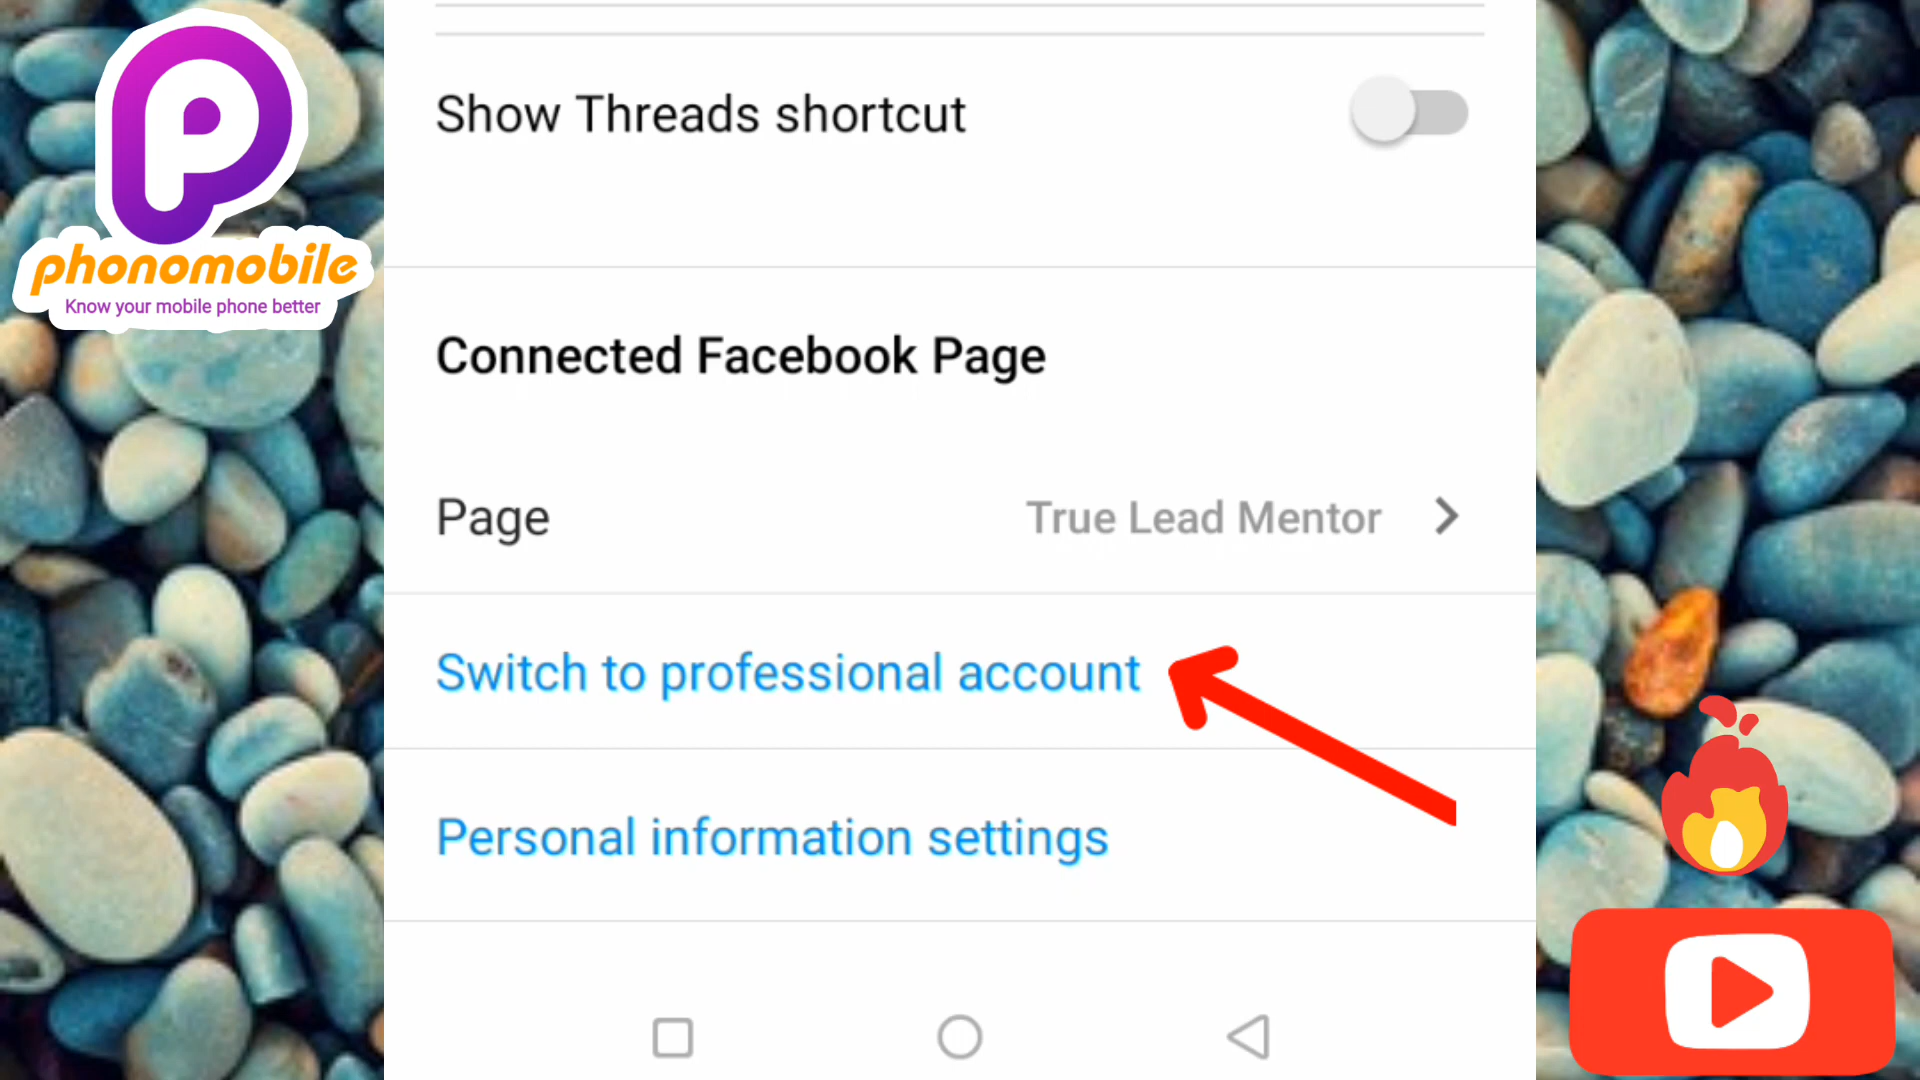 phonomobile
Know your mobile phone better
Show Threads shortcut
Connected Facebook Page
Page True Lead Mentor
Switch to professional account
Personal information settings